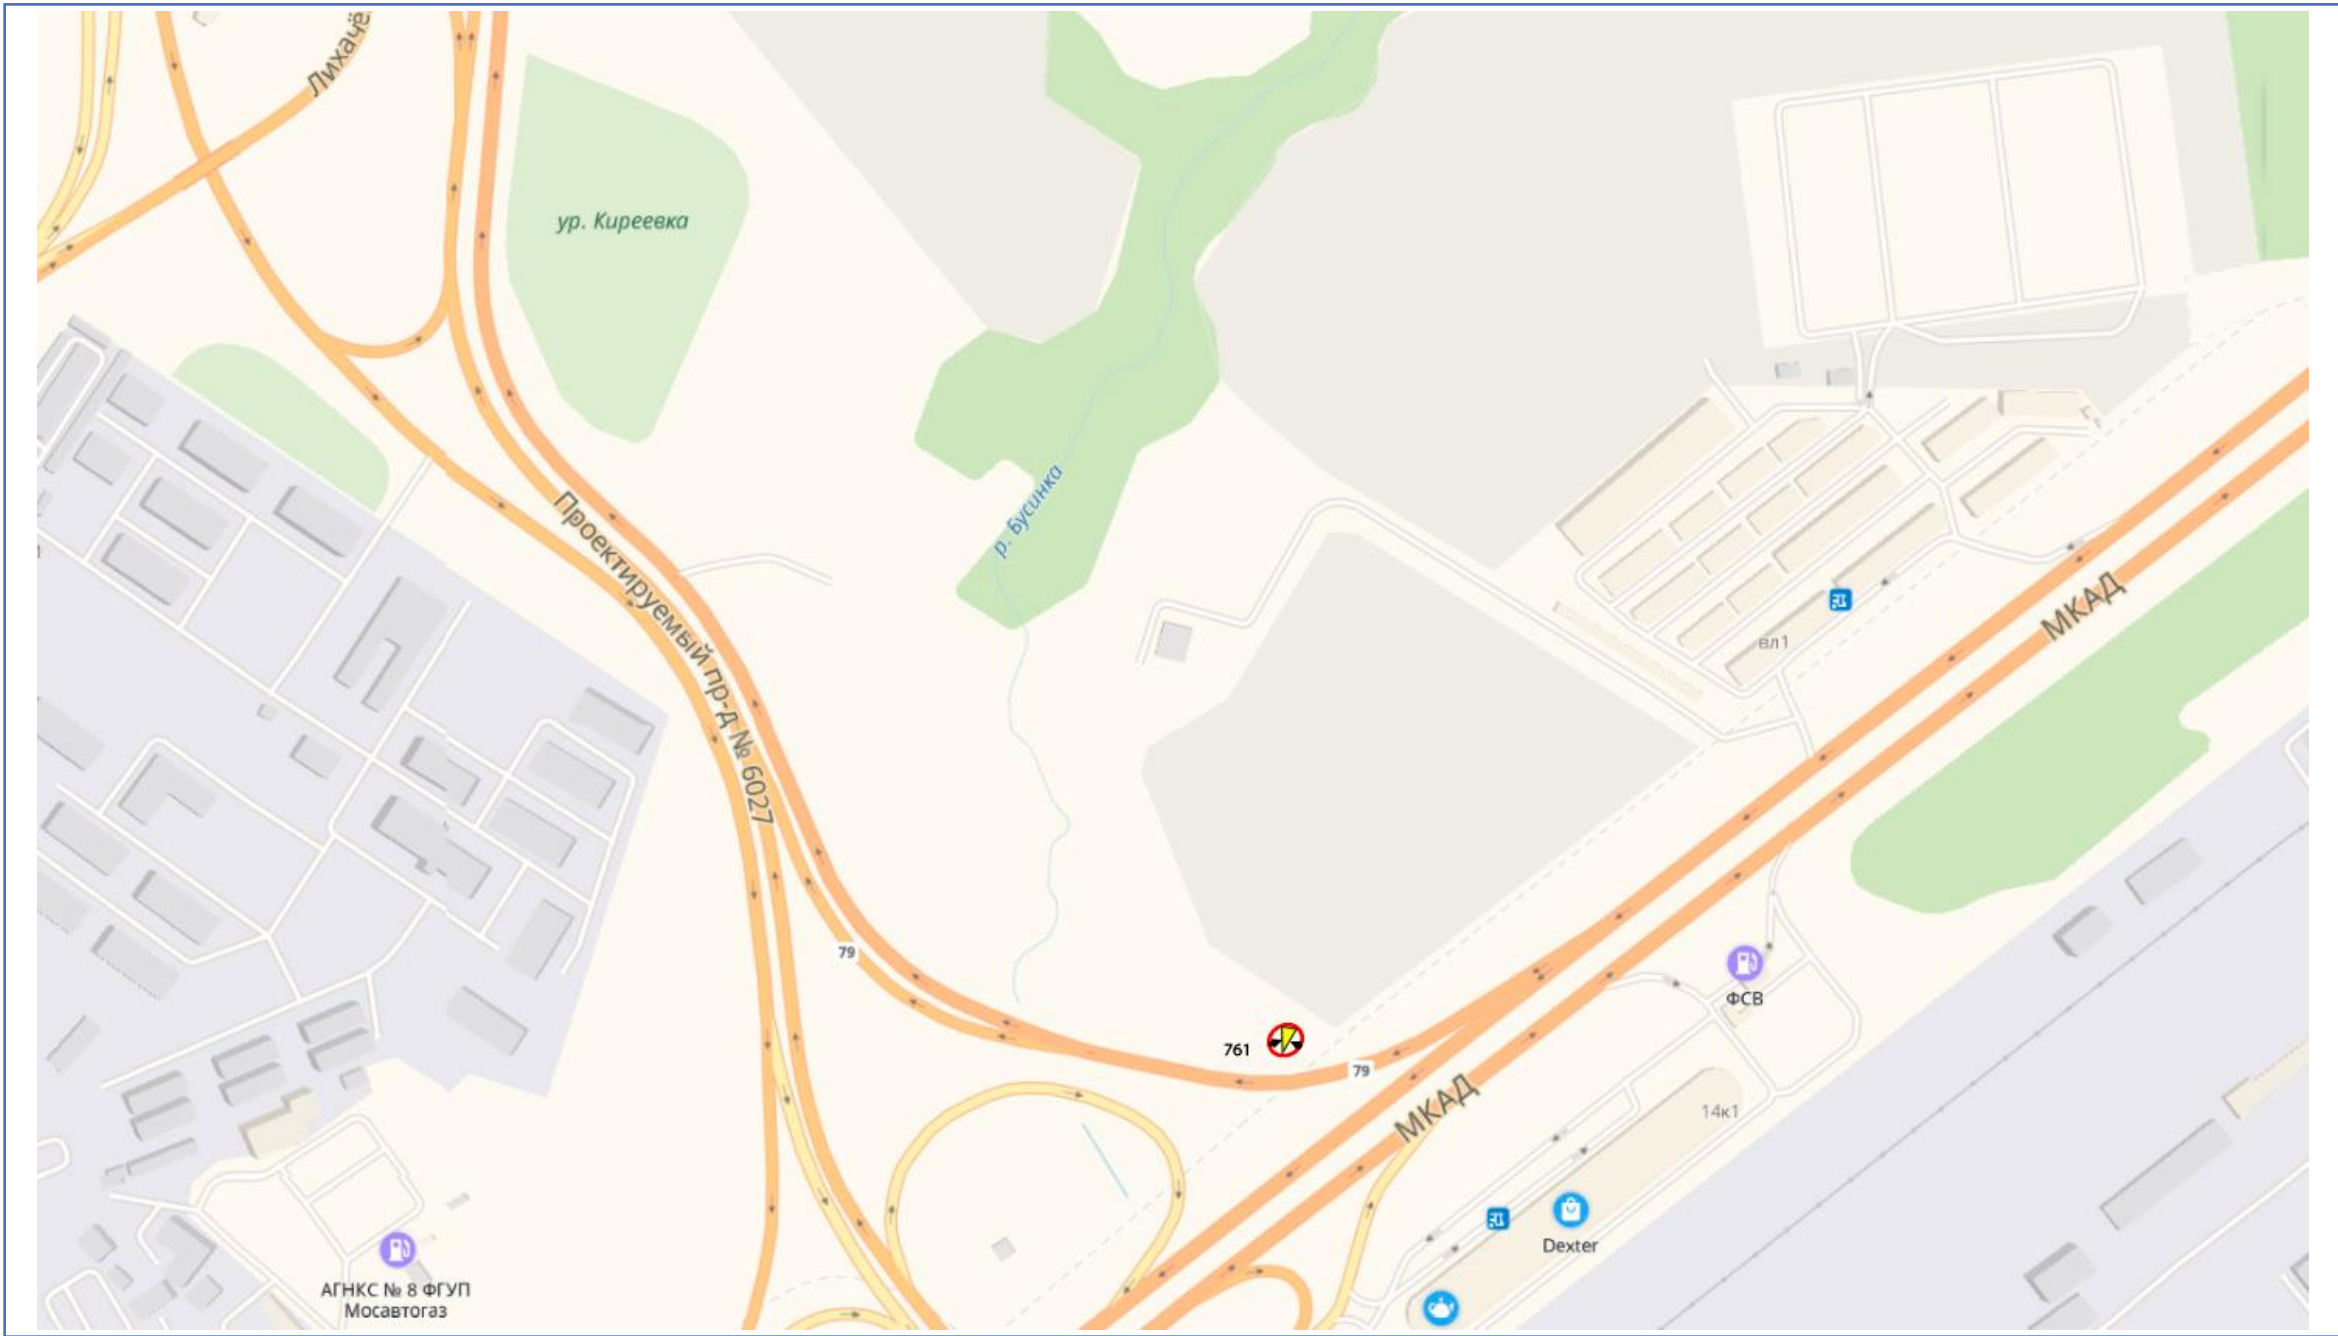 Лихачё
ур. Киреевка
р. Бусинка
Проектируемый пр-д № 6027
МКАД
вл1
79
ФСВ
761
79
МКАД
14к1
Dexter
АГНКС № 8 ФГУП
Мосавтогаз